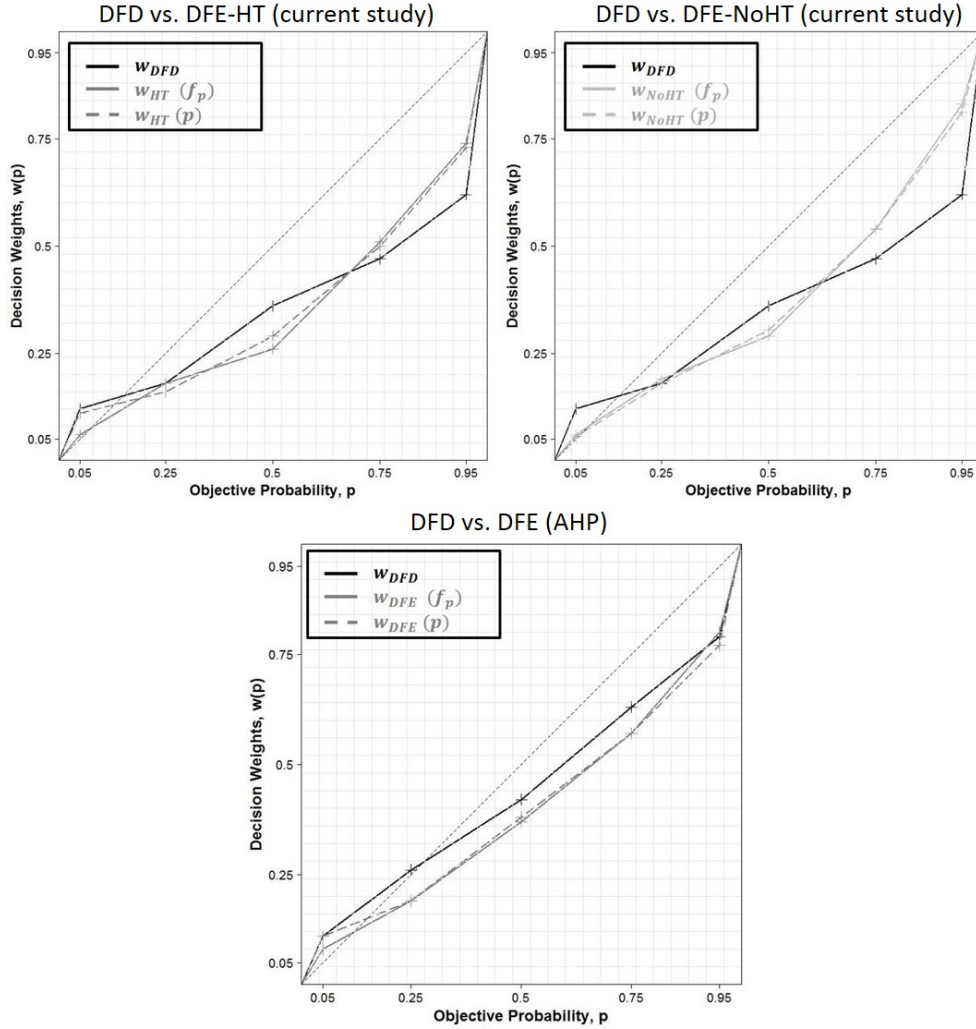 DFD vs. DFE-HT (current study)
w_DFD
w_HT (f_p)
w_HT (p)
Decision Weights, w(p)
0.95
0.75
0.5
0.25
0.05
0.05 0.25 0.5 0.75 0.95
Objective Probability, p
DFD vs. DFE-NoHT (current study)
w_DFD
w_NoHT (f_p)
w_NoHT (p)
Decision Weights, w(p)
0.95
0.75
0.5
0.25
0.05
0.05 0.25 0.5 0.75 0.95
Objective Probability, p
DFD vs. DFE (AHP)
w_DFD
w_DFE (f_p)
w_DFE (p)
Decision Weights, w(p)
0.95
0.75
0.5
0.25
0.05
0.05 0.25 0.5 0.75 0.95
Objective Probability, p